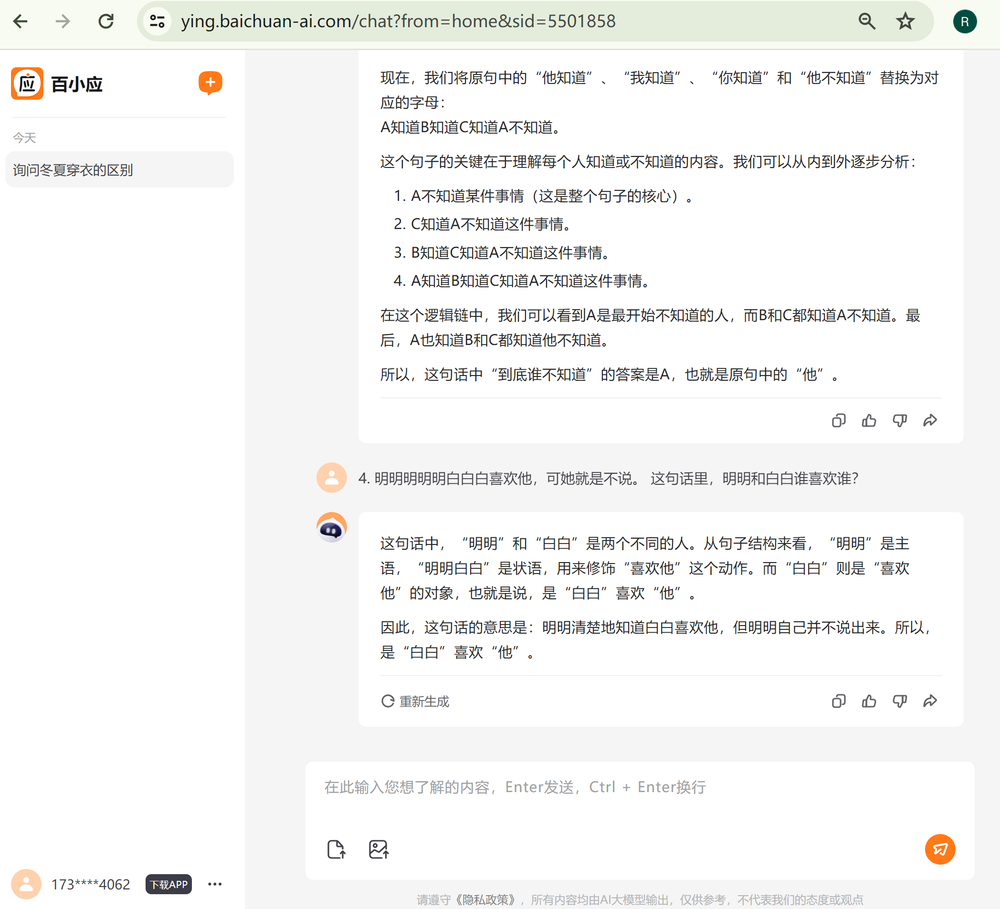 ying.baichuan-ai.com/chat?from=home&sid=5501858
R
应 百小应
今天
询问冬夏穿衣的区别
现在，我们将原句中的“他知道”、“我知道”、“你知道”和“他不知道”替换为对
应的字母：
A知道B知道C知道A不知道。
这个句子的关键在于理解每个人知道或不知道的内容。我们可以从内到外逐步分析：
1. A不知道某件事情（这是整个句子的核心）。
2. C知道A不知道这件事情。
3. B知道C知道A不知道这件事情。
4. A知道B知道C知道A不知道这件事情。
在这个逻辑链中，我们可以看到A是最开始不知道的人，而B和C都知道A不知道。最
后，A也知道B和C都知道他不知道。
所以，这句话中“到底谁不知道”的答案是A，也就是原句中的“他”。
4. 明明明明明白白白喜欢他，可她就是不说。 这句话里，明明和白白谁喜欢谁？
这句话中，“明明”和“白白”是两个不同的人。从句子结构来看，“明明”是主
语，“明明白白”是状语，用来修饰“喜欢他”这个动作。而“白白”则是“喜欢
他”的对象，也就是说，是“白白”喜欢“他”。
因此，这句话的意思是：明明清楚地知道白白喜欢他，但明明自己并不说出来。所以，
是“白白”喜欢“他”。
重新生成
在此输入您想了解的内容，Enter发送，Ctrl + Enter换行
173****4062
下载APP
请遵守《隐私政策》，所有内容均由AI大模型输出，仅供参考，不代表我们的态度或观点